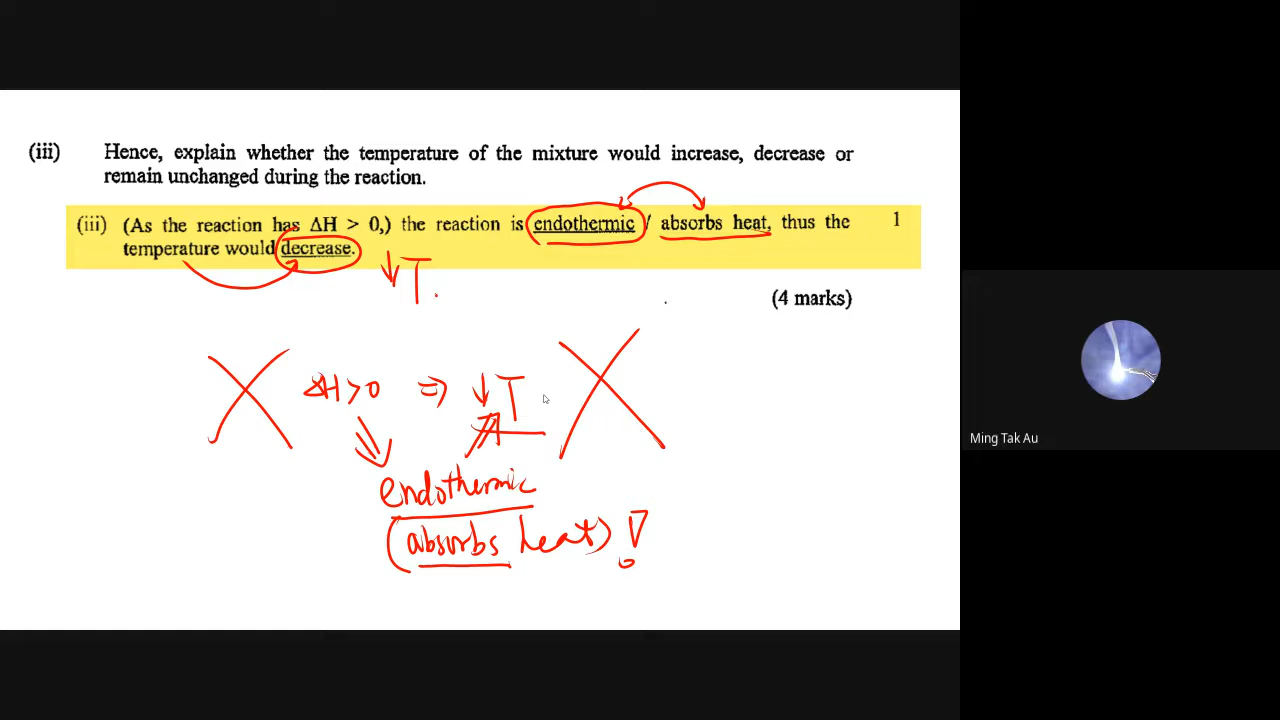 (iii) Hence, explain whether the temperature of the mixture would increase, decrease or
remain unchanged during the reaction.
(iii) (As the reaction has ΔH > 0,) the reaction is endothermic / absorbs heat, thus the 1
temperature would decrease.
↓T.
(4 marks)
ΔH > 0 ⇒ ↓T
endothermic
(absorbs heat)!
Ming Tak Au